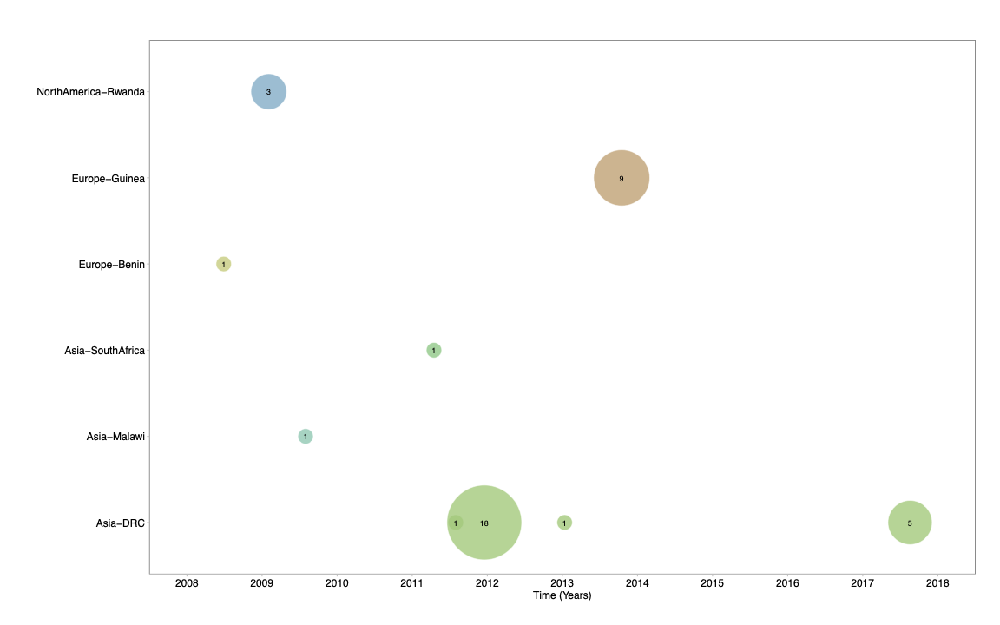 NorthAmerica−Rwanda
3
Europe−Guinea
9
Europe−Benin
1
Asia−SouthAfrica
1
Asia−Malawi
1
Asia−DRC
1 18 1 5
2008 2009 2010 2011 2012 2013 2014 2015 2016 2017 2018
Time (Years)